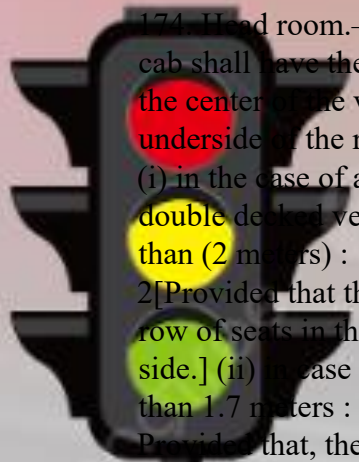 174. Head room.-
cab shall have the
the center of the v
underside of the r
(i) in the case of a
double decked ve
than (2 meters) :
2[Provided that th
row of seats in th
side.] (ii) in case
than 1.7 meters :
Provided that, the